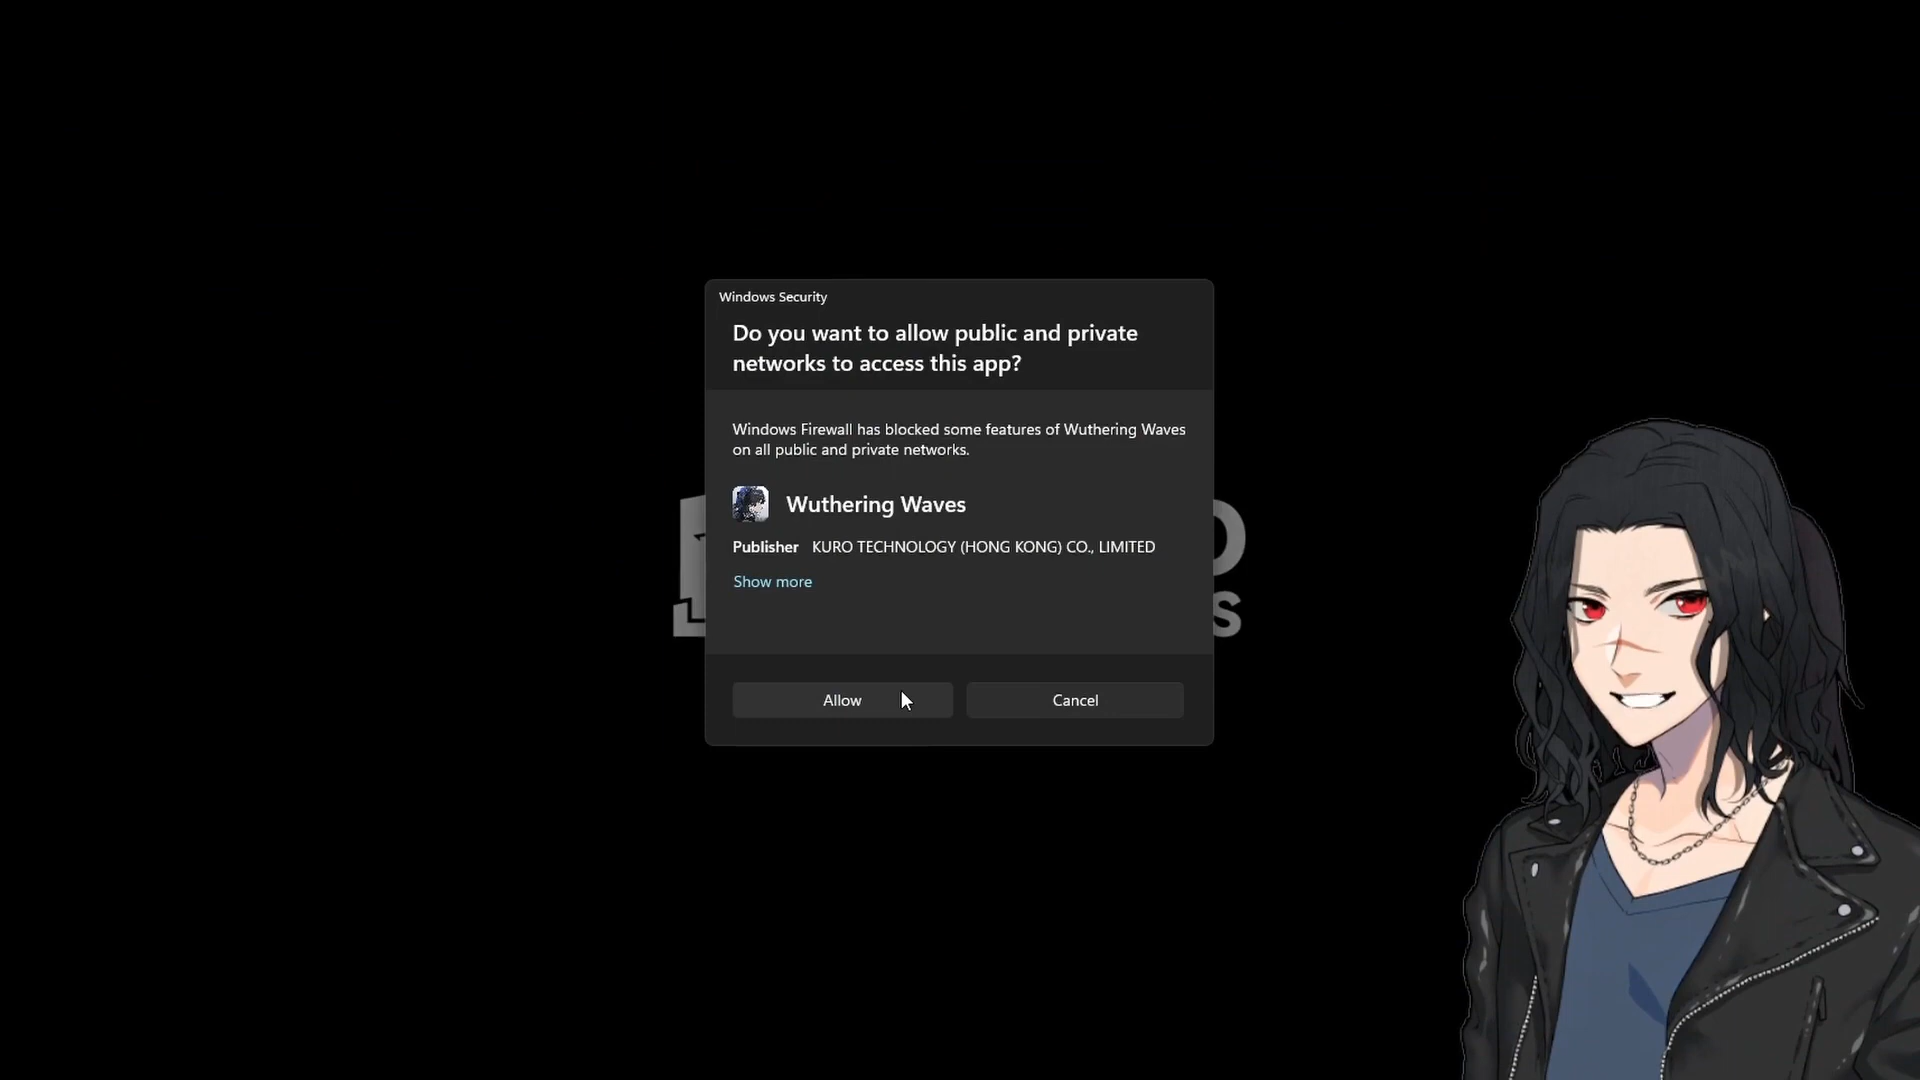 Windows Security
Do you want to allow public and private
networks to access this app?
Windows Firewall has blocked some features of Wuthering Waves
on all public and private networks.
Wuthering Waves
Publisher KURO TECHNOLOGY (HONG KONG) CO., LIMITED
Show more
Allow
Cancel